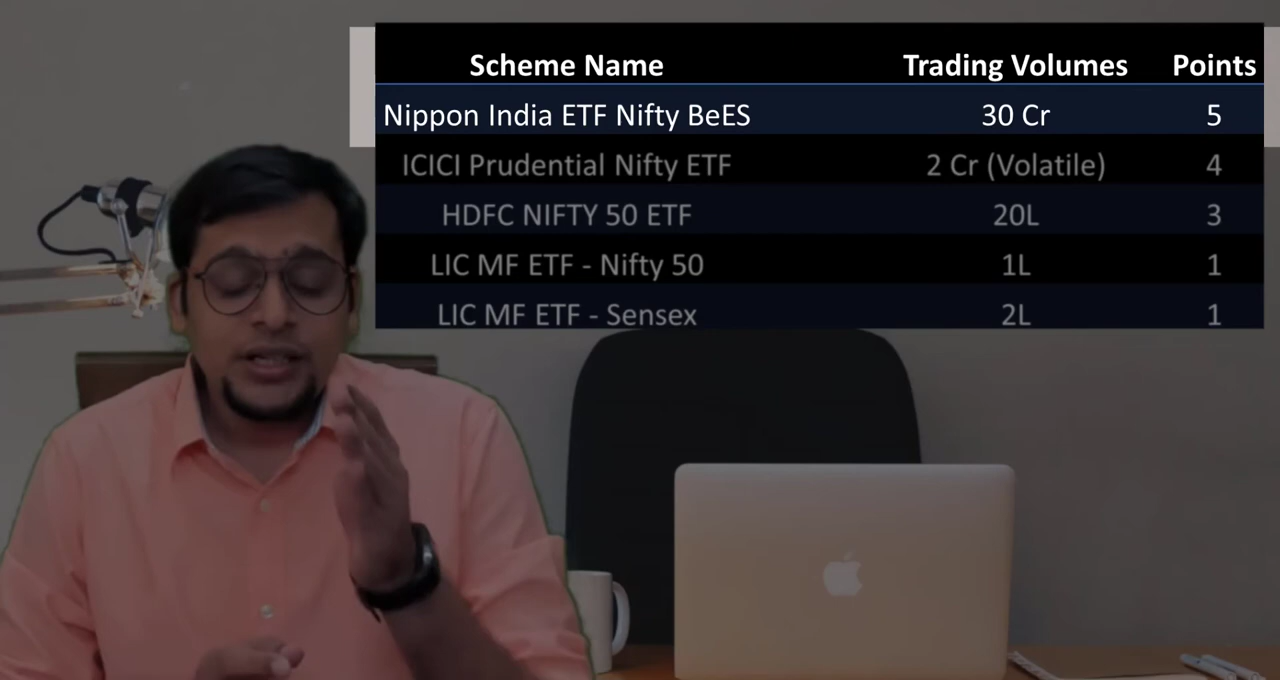 Scheme Name Trading Volumes Points
Nippon India ETF Nifty BeES 30 Cr 5
ICICI Prudential Nifty ETF 2 Cr (Volatile) 4
HDFC NIFTY 50 ETF 20L 3
LIC MF ETF - Nifty 50 1L 1
LIC MF ETF - Sensex 2L 1